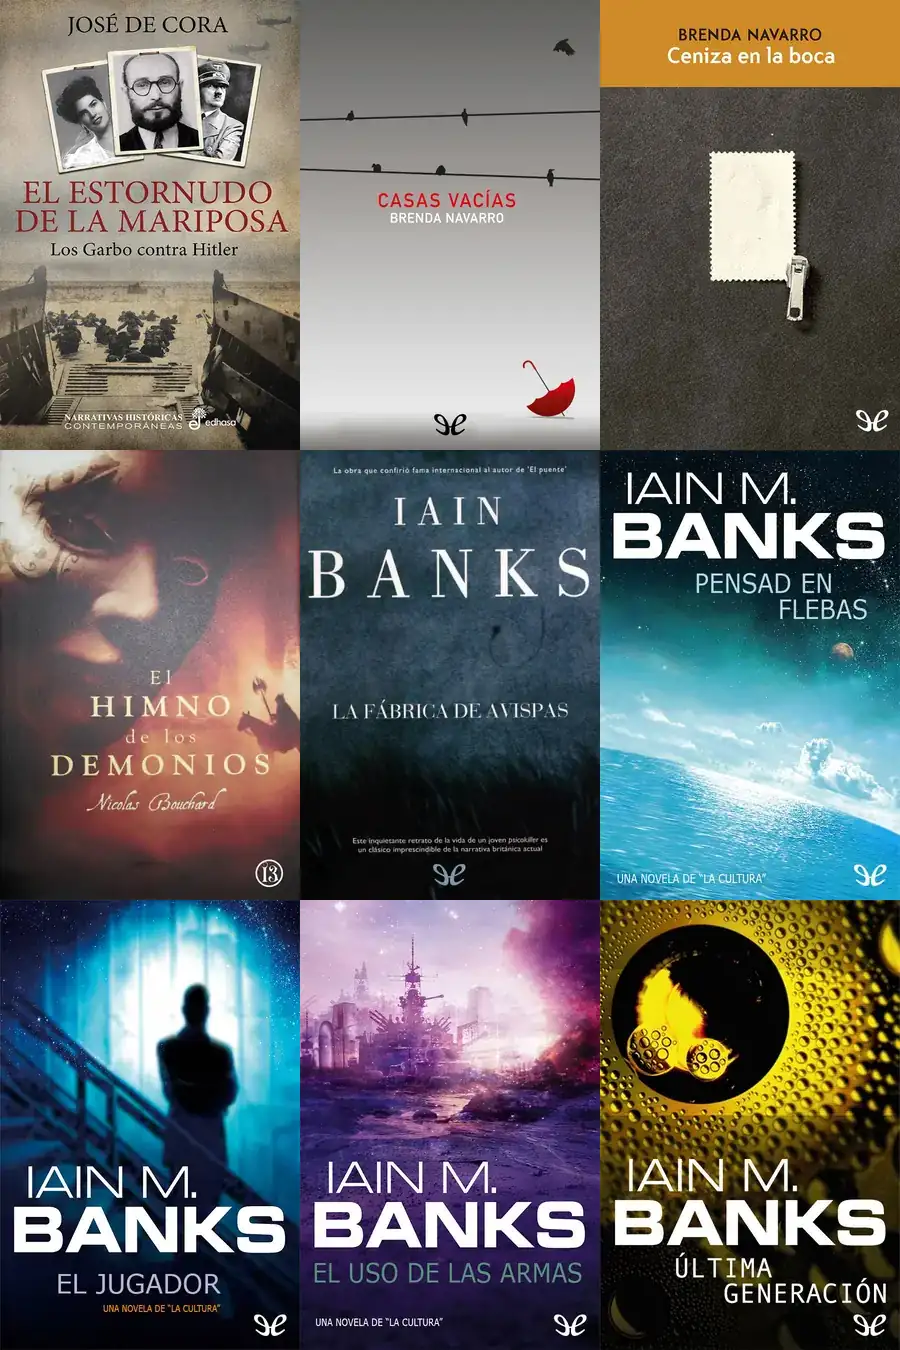 JOSÉ DE CORA
EL ESTORNUDO
DE LA MARIPOSA
Los Garbo contra Hitler
NARRATIVAS HISTÓRICAS
CONTEMPORÁNEAS
edhasa
CASAS VACÍAS
BRENDA NAVARRO
BRENDA NAVARRO
Ceniza en la boca
El
HIMNO
de los
DEMONIOS
Nicolas Bouchard
13
La obra que confirió fama internacional al autor de 'El puente'
IAIN
BANKS
LA FÁBRICA DE AVISPAS
Este inquietante retrato de la vida de un joven psicokiller es
un clásico imprescindible de la narrativa británica actual
IAIN M.
BANKS
PENSAD EN
FLEBAS
UNA NOVELA DE "LA CULTURA"
IAIN M.
BANKS
EL JUGADOR
UNA NOVELA DE "LA CULTURA"
IAIN M.
BANKS
EL USO DE LAS ARMAS
UNA NOVELA DE "LA CULTURA"
IAIN M.
BANKS
ÚLTIMA
GENERACIÓN